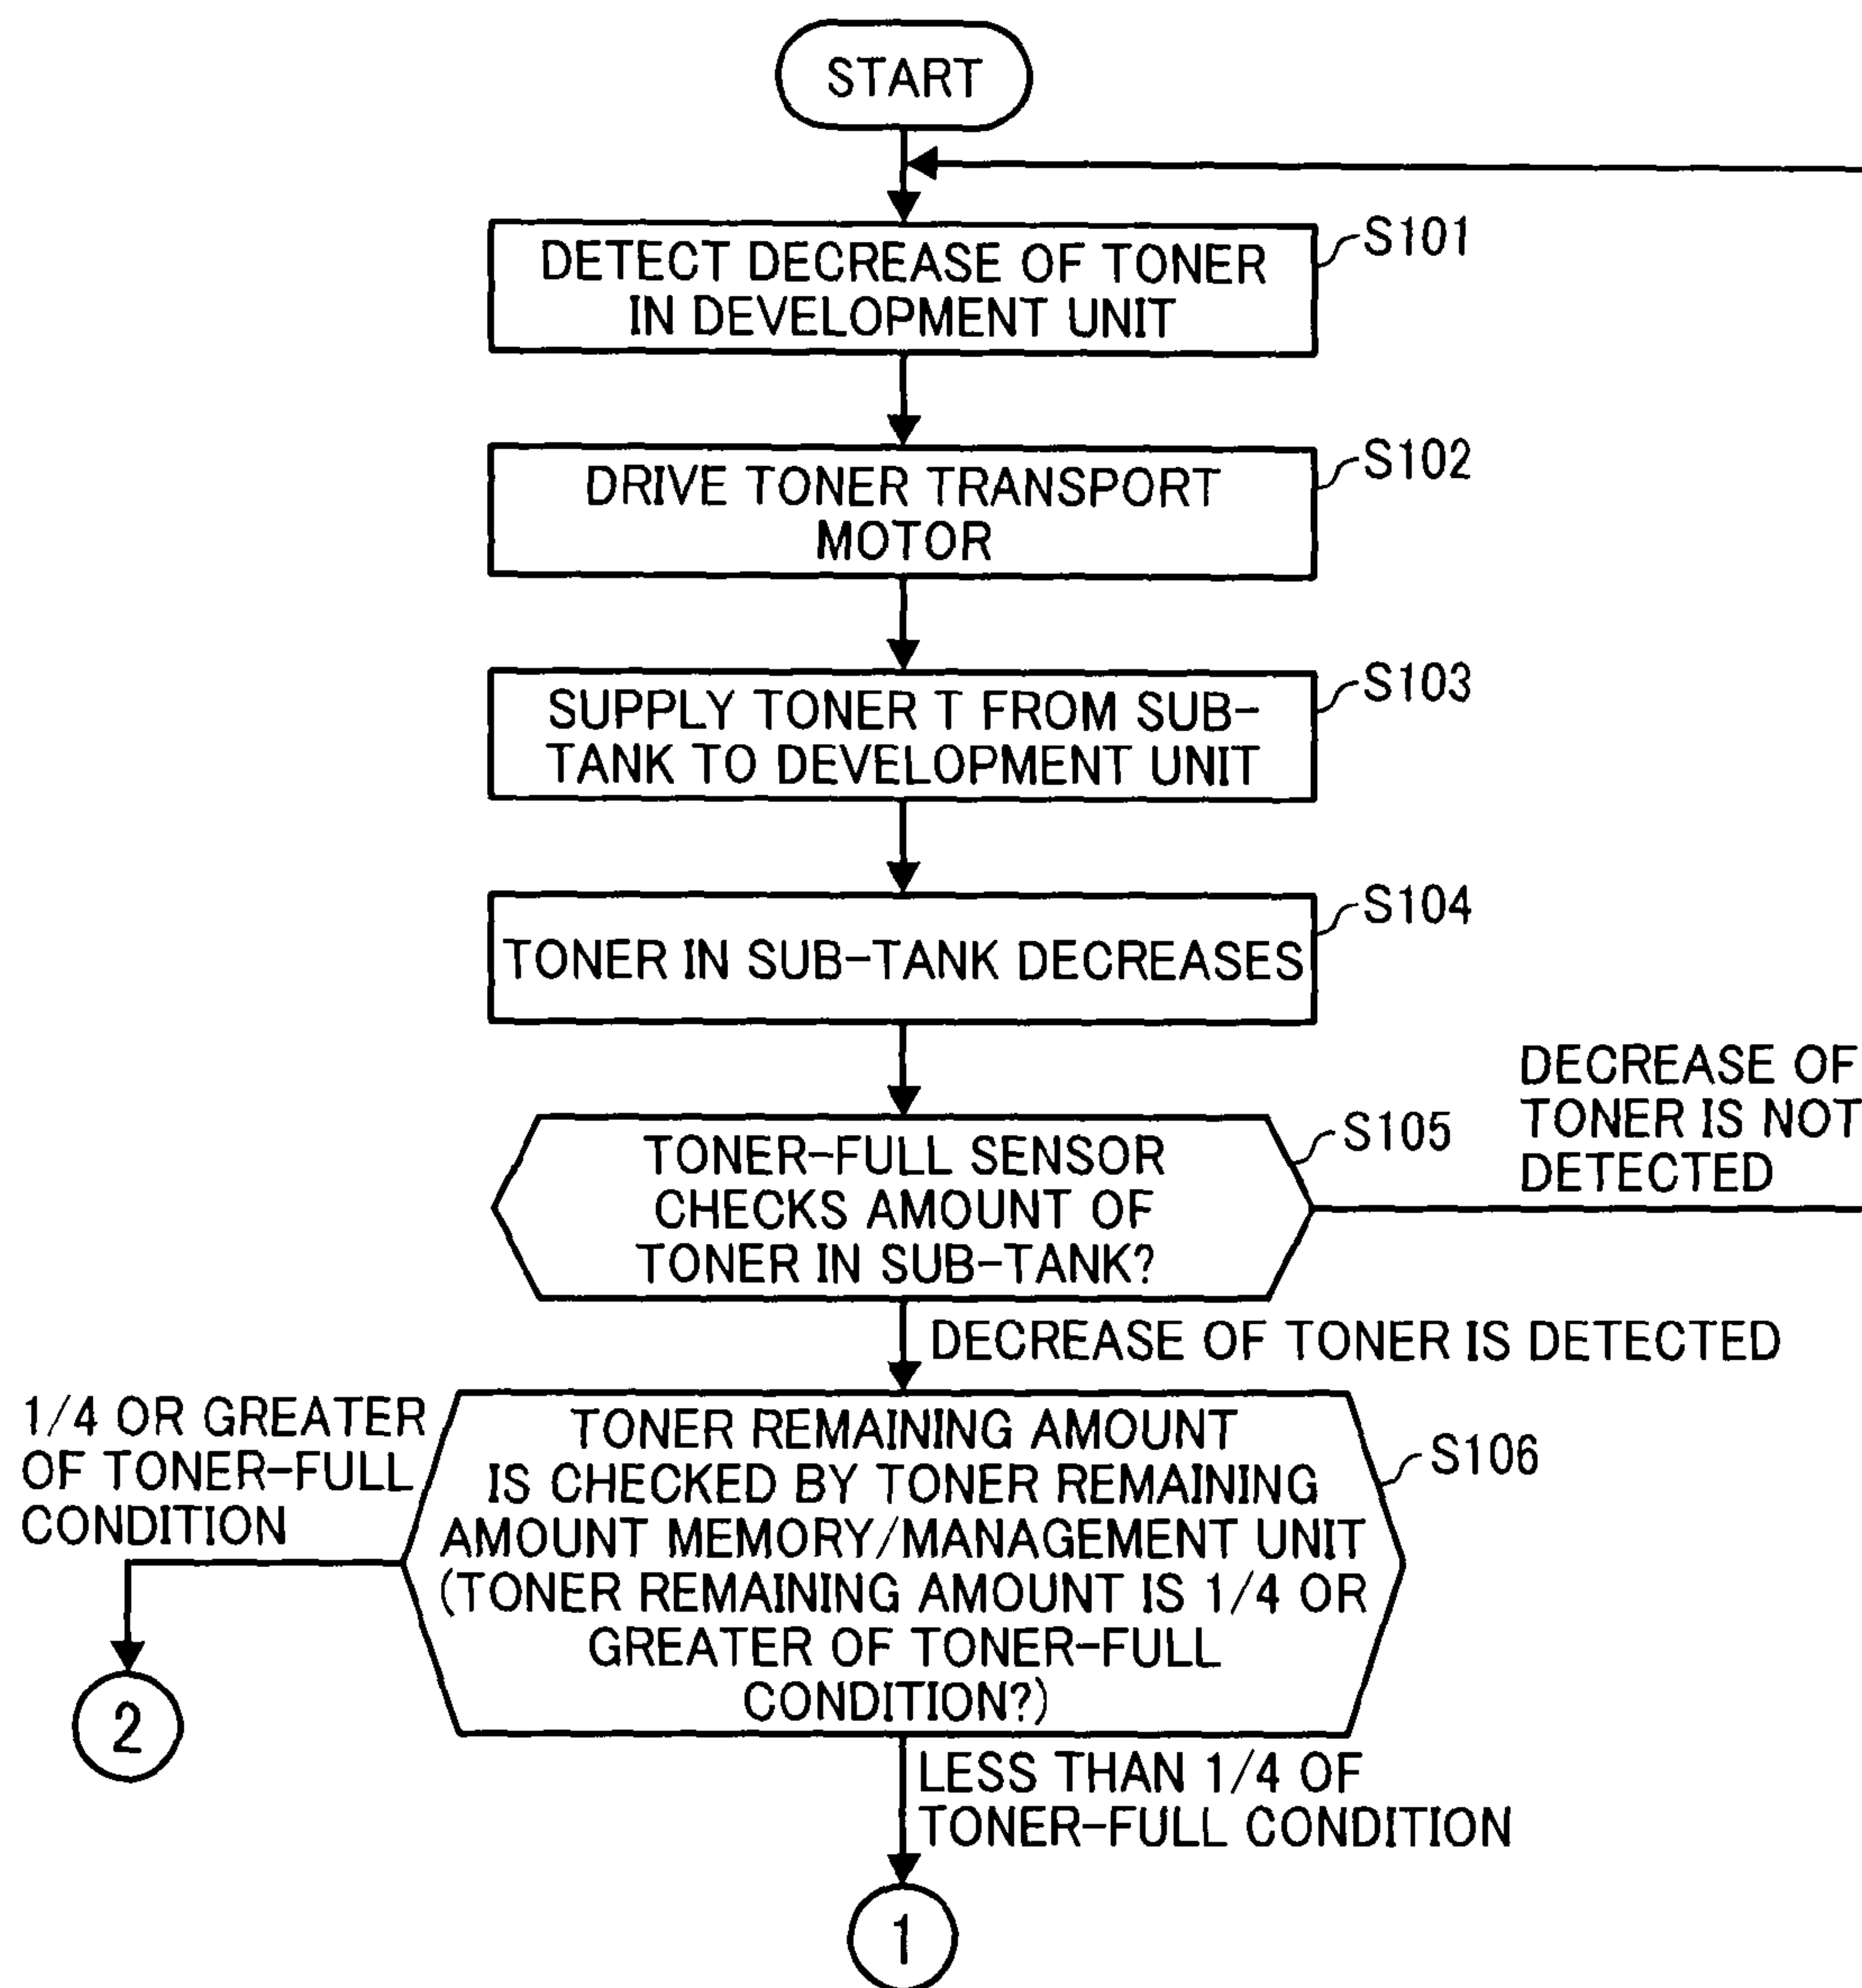 START
DETECT DECREASE OF TONER
IN DEVELOPMENT UNIT
S101
DRIVE TONER TRANSPORT
MOTOR
S102
SUPPLY TONER T FROM SUB-
TANK TO DEVELOPMENT UNIT
S103
TONER IN SUB-TANK DECREASES
S104
TONER-FULL SENSOR
CHECKS AMOUNT OF
TONER IN SUB-TANK?
S105
DECREASE OF
TONER IS NOT
DETECTED
DECREASE OF TONER IS DETECTED
1/4 OR GREATER
OF TONER-FULL
CONDITION
TONER REMAINING AMOUNT
IS CHECKED BY TONER REMAINING
AMOUNT MEMORY/MANAGEMENT UNIT
(TONER REMAINING AMOUNT IS 1/4 OR
GREATER OF TONER-FULL
CONDITION?)
S106
2
LESS THAN 1/4 OF
TONER-FULL CONDITION
1